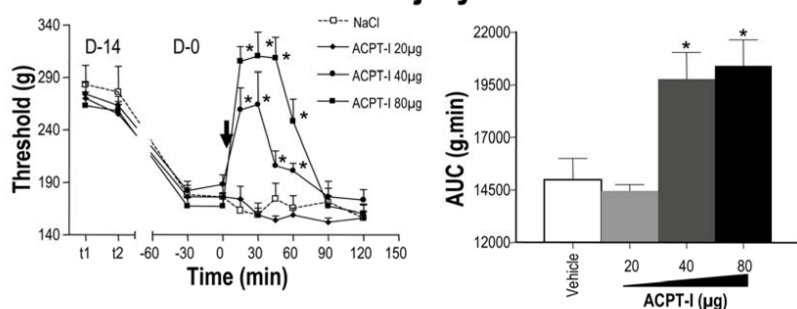 340
290
240
190
140
Threshold (g)
D-14
D-0
NaCl
ACPT-I 20µg
ACPT-I 40µg
ACPT-I 80µg
* * *
* *
*
* *
t1 t2 -60 -30 0 30 60 90 120 150
Time (min)
22000
19500
17000
14500
12000
AUC (g.min)
* *
Vehicle
20 40 80
ACPT-I (µg)